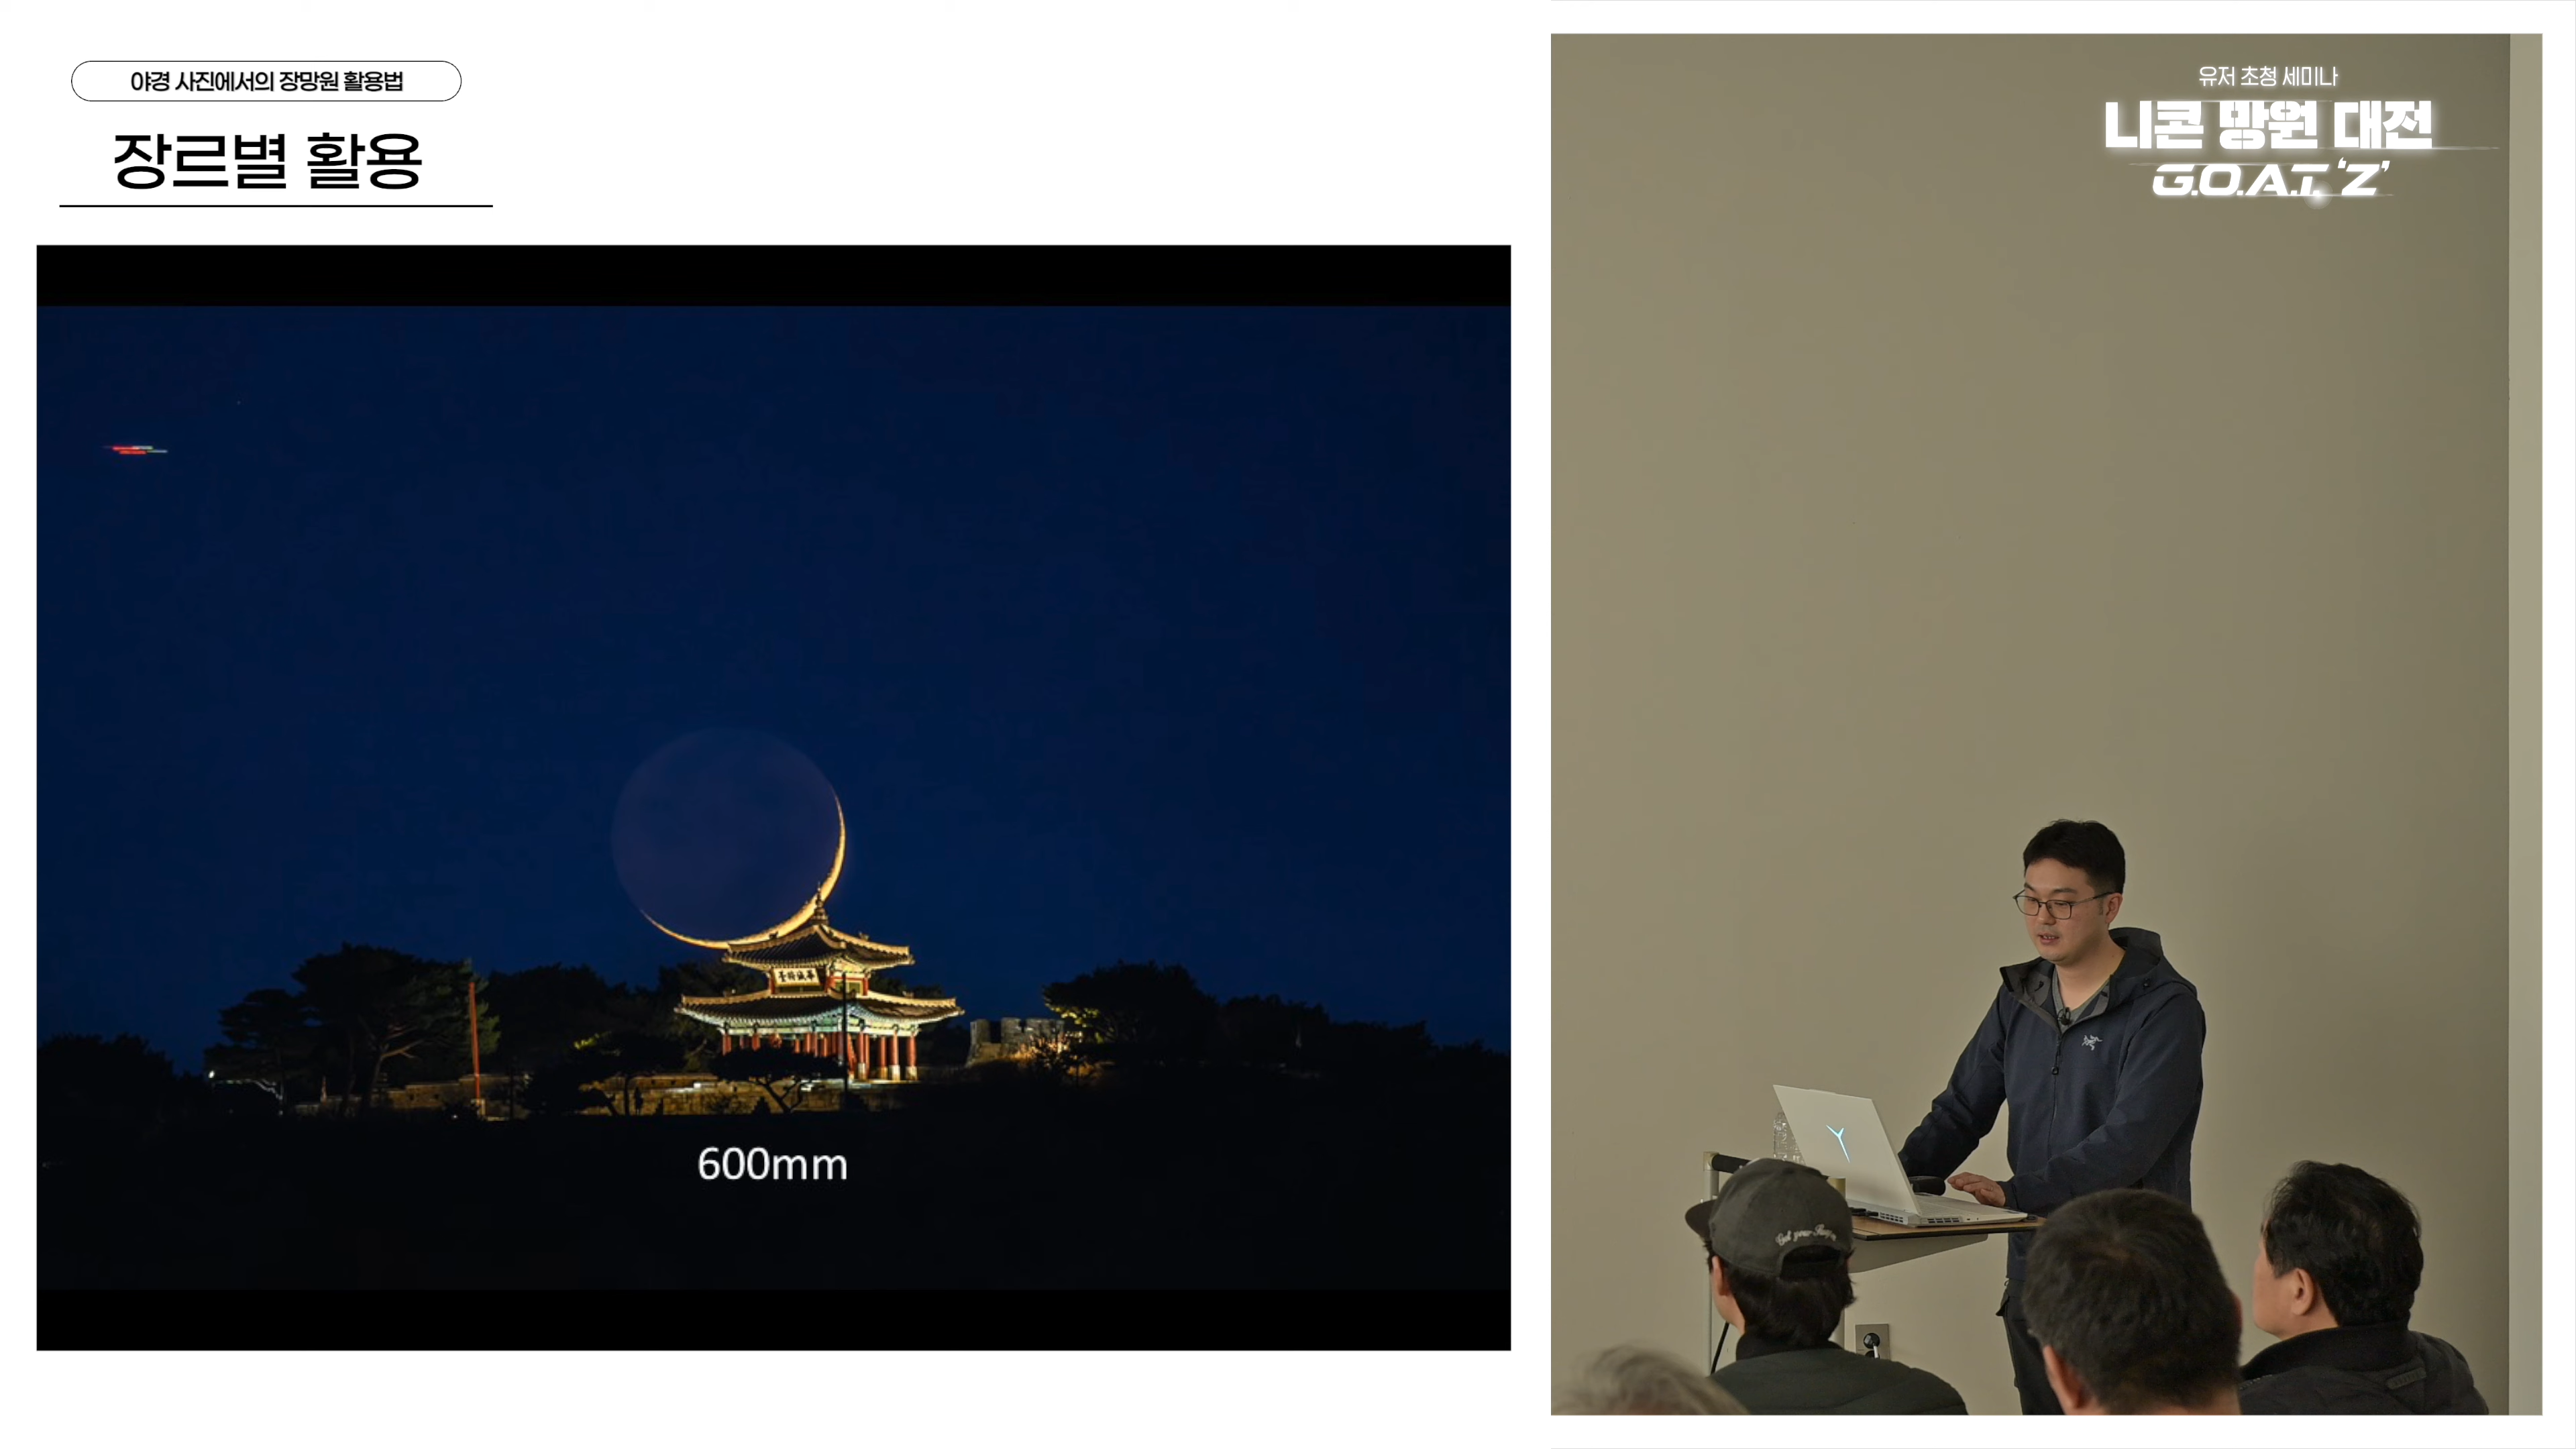 야경 사진에서의 장망원 활용법
장르별 활용
600mm
유저 초청 세미나
니콘 망원 대전
G.O.A.T. 'Z'